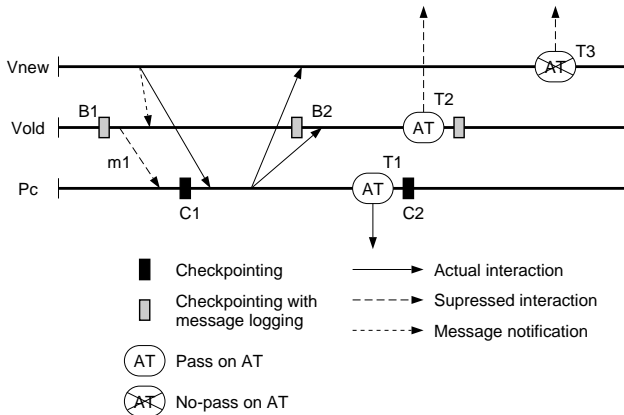 Vnew
AT
T3
B1
B2
T2
Vold
AT
m1
T1
Pc
AT
C1
C2
Checkpointing
Actual interaction
Checkpointing with
message logging
Supressed interaction
Message notification
AT
Pass on AT
AT
No-pass on AT